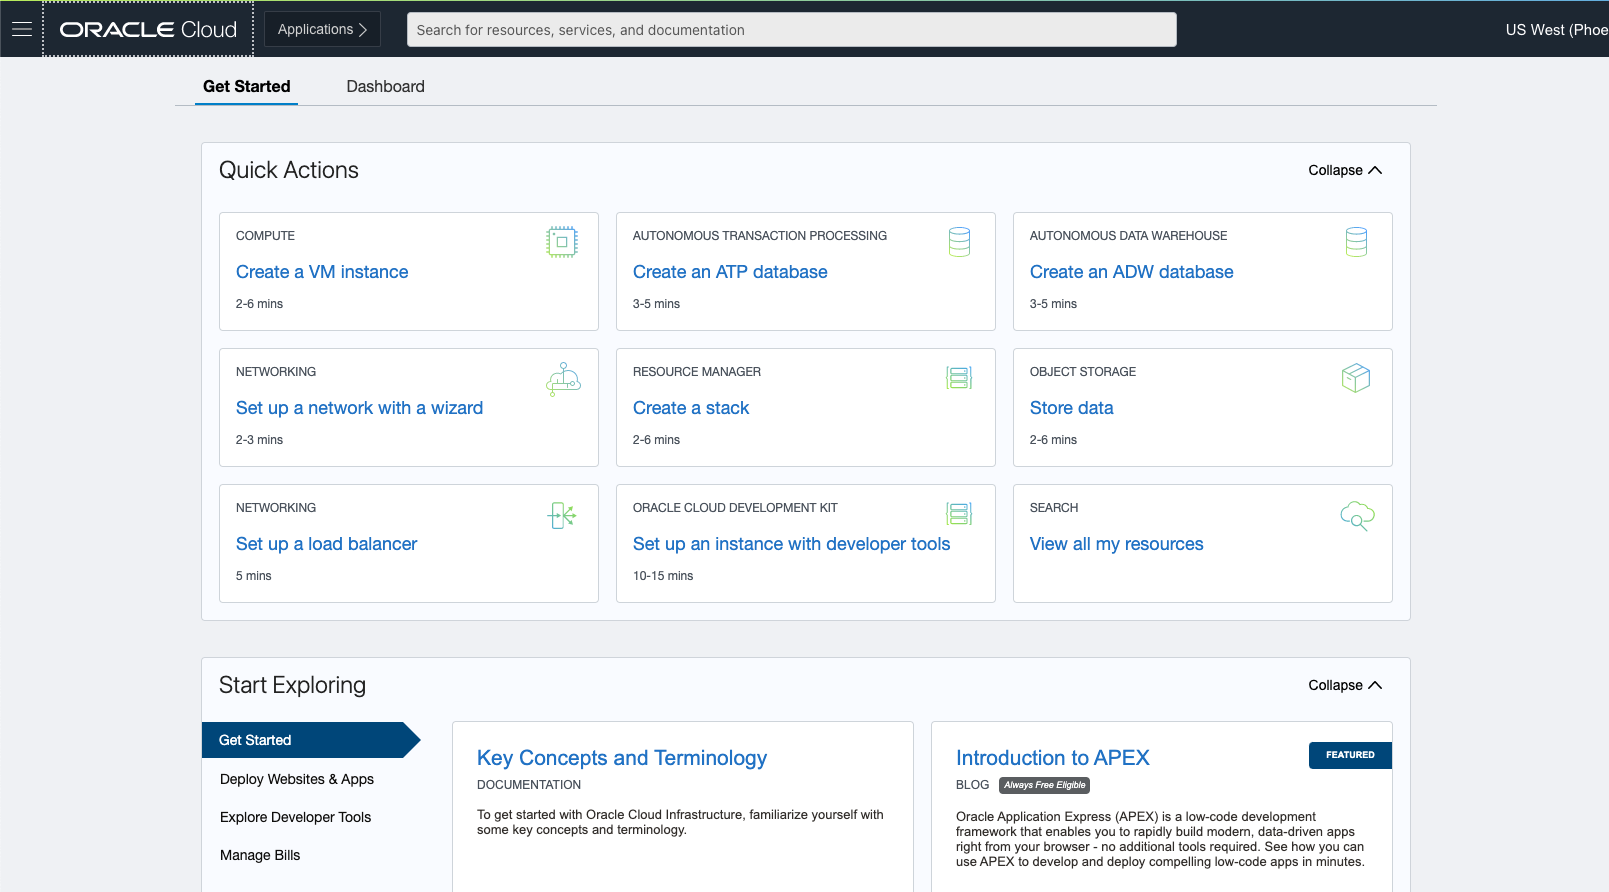 ORACLE Cloud
Applications
Search for resources, services, and documentation
US West (Phoe
Get Started
Dashboard
Quick Actions
Collapse
COMPUTE
Create a VM instance
2-6 mins
AUTONOMOUS TRANSACTION PROCESSING
Create an ATP database
3-5 mins
AUTONOMOUS DATA WAREHOUSE
Create an ADW database
3-5 mins
NETWORKING
Set up a network with a wizard
2-3 mins
RESOURCE MANAGER
Create a stack
2-6 mins
OBJECT STORAGE
Store data
2-6 mins
NETWORKING
Set up a load balancer
5 mins
ORACLE CLOUD DEVELOPMENT KIT
Set up an instance with developer tools
10-15 mins
SEARCH
View all my resources
Start Exploring
Collapse
Get Started
Deploy Websites & Apps
Explore Developer Tools
Manage Bills
Key Concepts and Terminology
DOCUMENTATION
To get started with Oracle Cloud Infrastructure, familiarize yourself with
some key concepts and terminology.
Introduction to APEX
FEATURED
BLOG
Always Free Eligible
Oracle Application Express (APEX) is a low-code development
framework that enables you to rapidly build modern, data-driven apps
right from your browser - no additional tools required. See how you can
use APEX to develop and deploy compelling low-code apps in minutes.